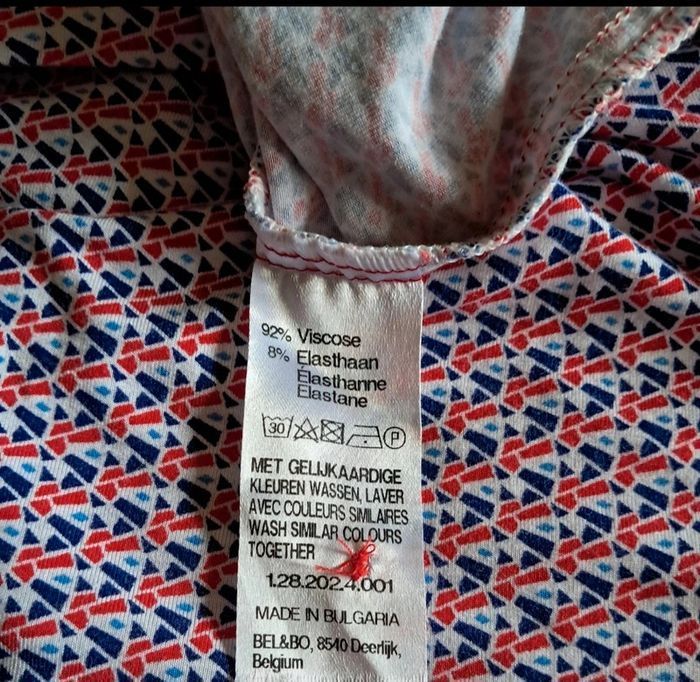 92% Viscose
8% Elasthaan
Élasthanne
Elastane
30 P
MET GELIJKAARDIGE
KLEUREN WASSEN, LAVER
AVEC COULEURS SIMILAIRES
WASH SIMILAR COLOURS
TOGETHER
1.28.202.4.001
MADE IN BULGARIA
BEL&BO, 8540 Deerlijk,
Belgium